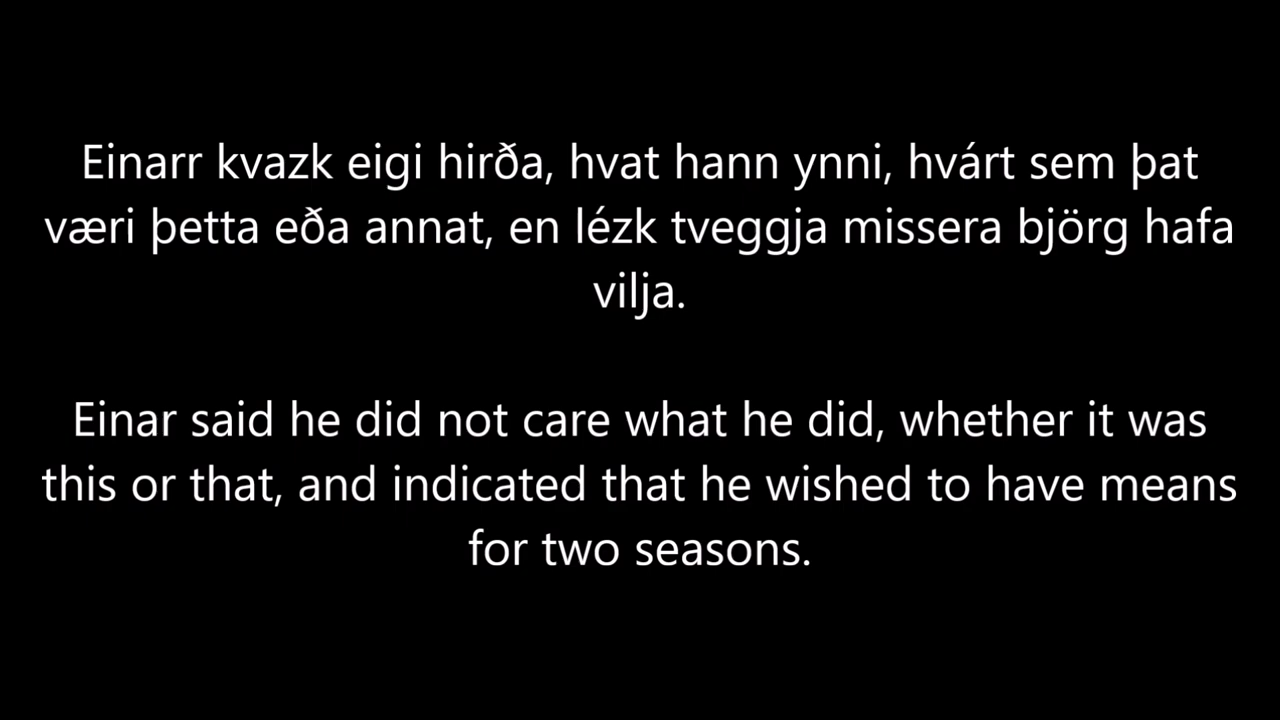 Einarr kvazk eigi hirða, hvat hann ynni, hvárt sem þat
væri þetta eða annat, en lézk tveggja missera björg hafa
vilja.
Einar said he did not care what he did, whether it was
this or that, and indicated that he wished to have means
for two seasons.